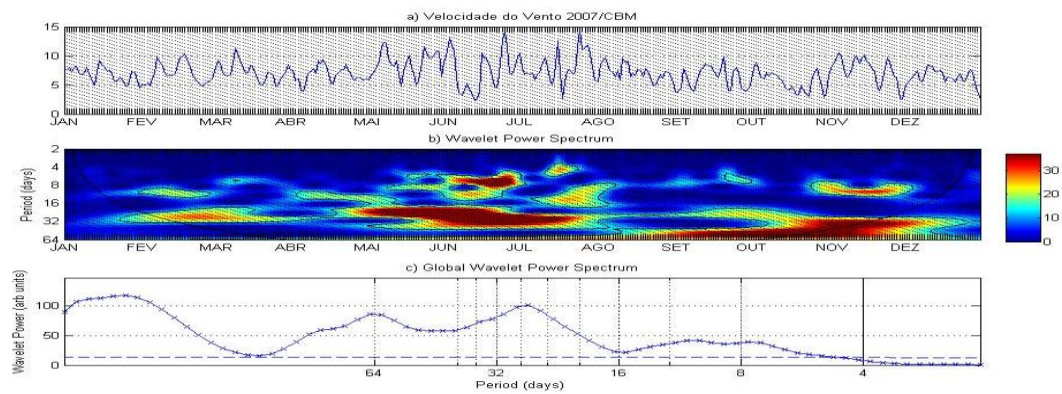 a) Velocidade do Vento 2007/CBM
15
10
5
0
JAN FEV MAR ABR MAI JUN JUL AGO SET OUT NOV DEZ
b) Wavelet Power Spectrum
Period (days)
2
4
8
16
32
64
JAN FEV MAR ABR MAI JUN JUL AGO SET OUT NOV DEZ
30
20
10
0
c) Global Wavelet Power Spectrum
Wavelet Power (arb units)
100
50
0
64 32 16 8 4
Period (days)